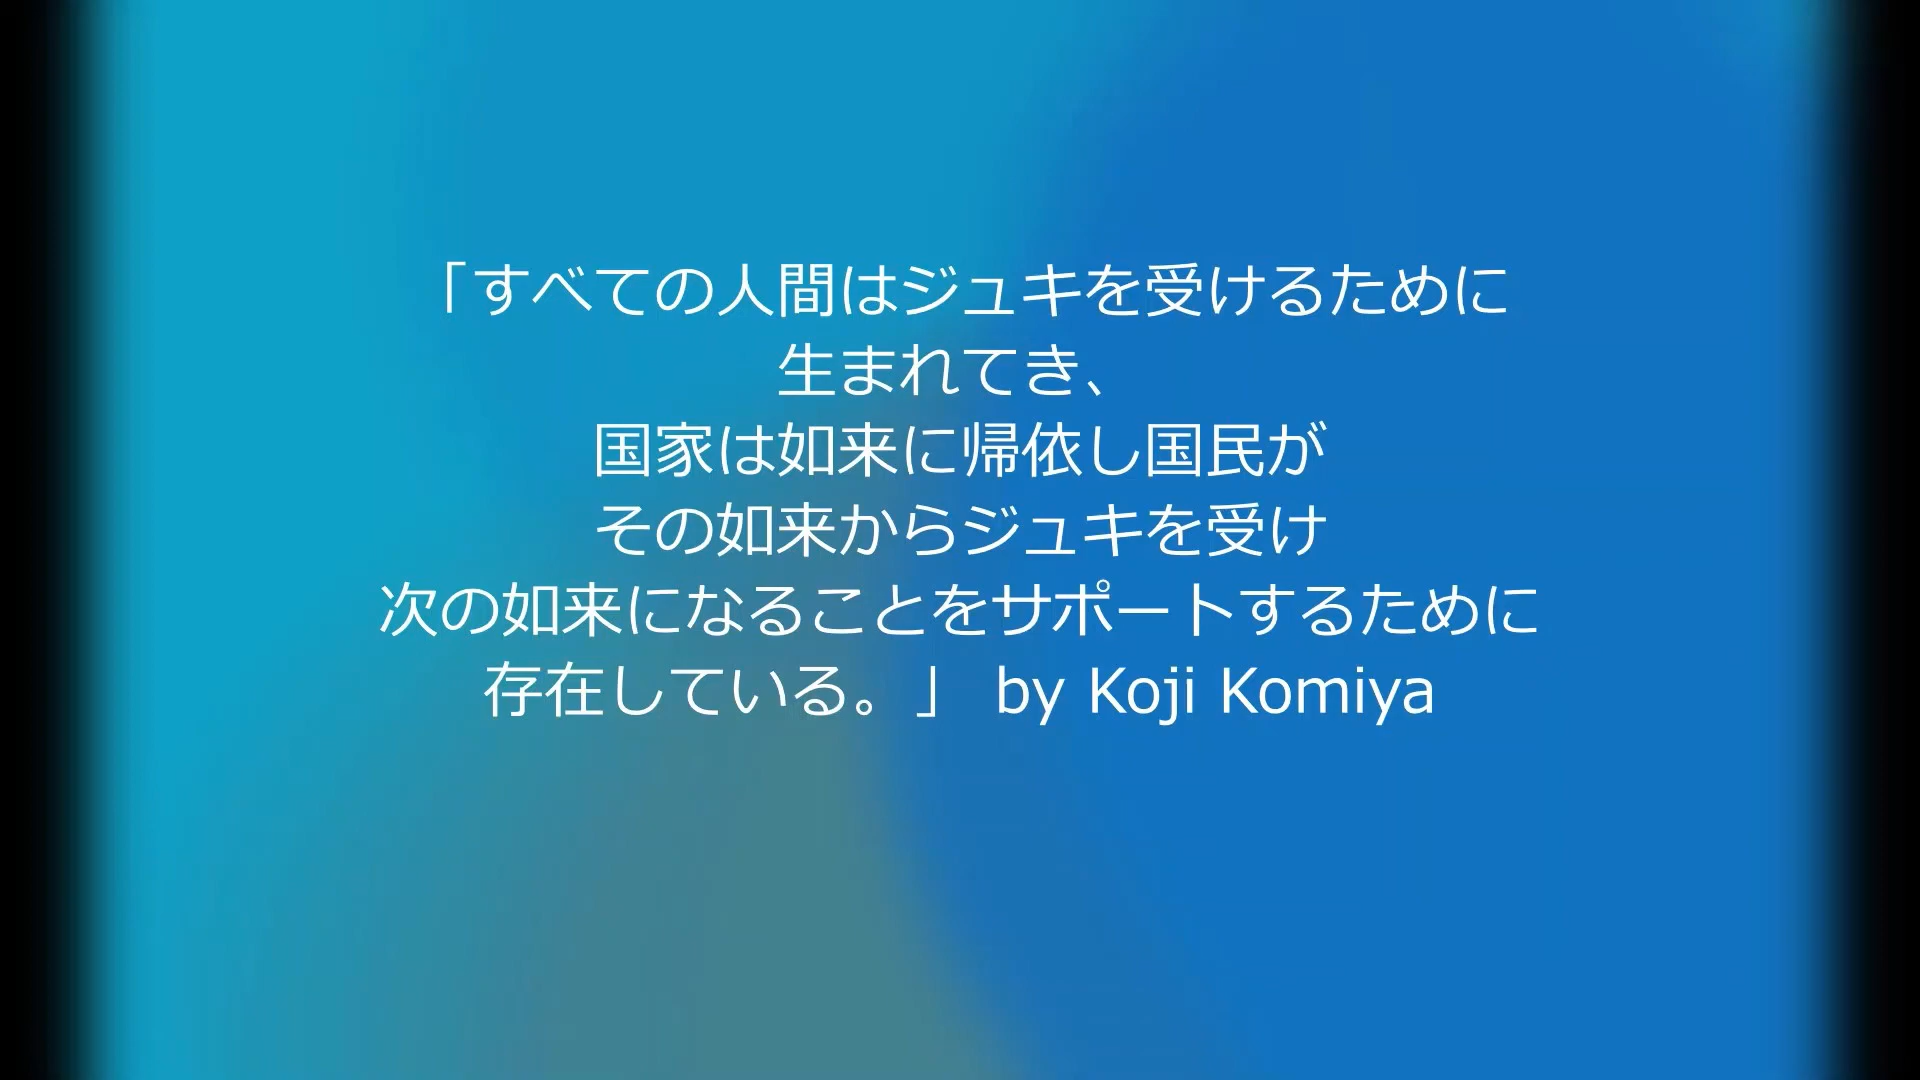 「すべての人間はジュキを受けるために
生まれてき、
国家は如来に帰依し国民が
その如来からジュキを受け
次の如来になることをサポートするために
存在している。」 by Koji Komiya